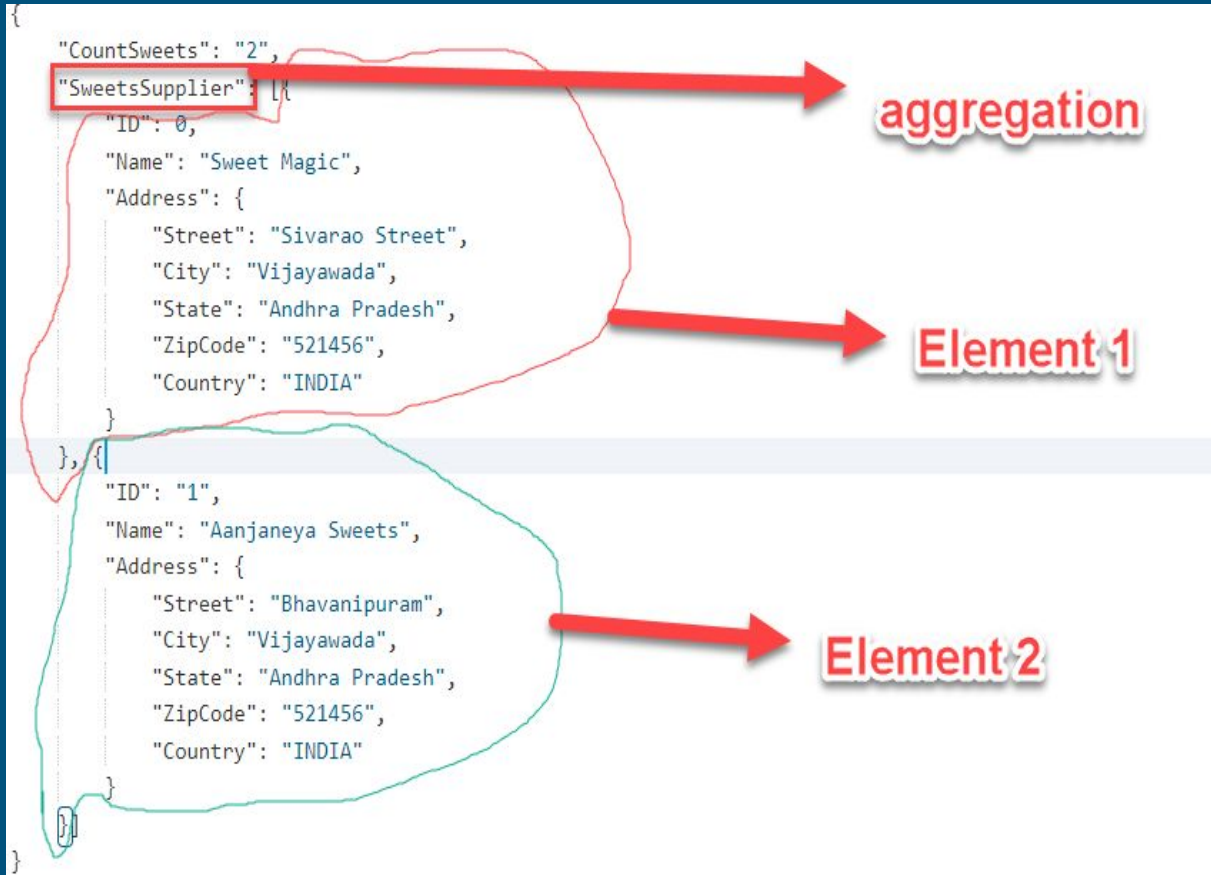 {
"CountSweets": "2",
"SweetsSupplier": [{
aggregation
"ID": 0,
"Name": "Sweet Magic",
"Address": {
"Street": "Sivarao Street",
"City": "Vijayawada",
"State": "Andhra Pradesh",
"ZipCode": "521456",
Element 1
"Country": "INDIA"
}
}, {
"ID": "1",
"Name": "Aanjaneya Sweets",
"Address": {
"Street": "Bhavanipuram",
"City": "Vijayawada",
Element 2
"State": "Andhra Pradesh",
"ZipCode": "521456",
"Country": "INDIA"
}
}]
}